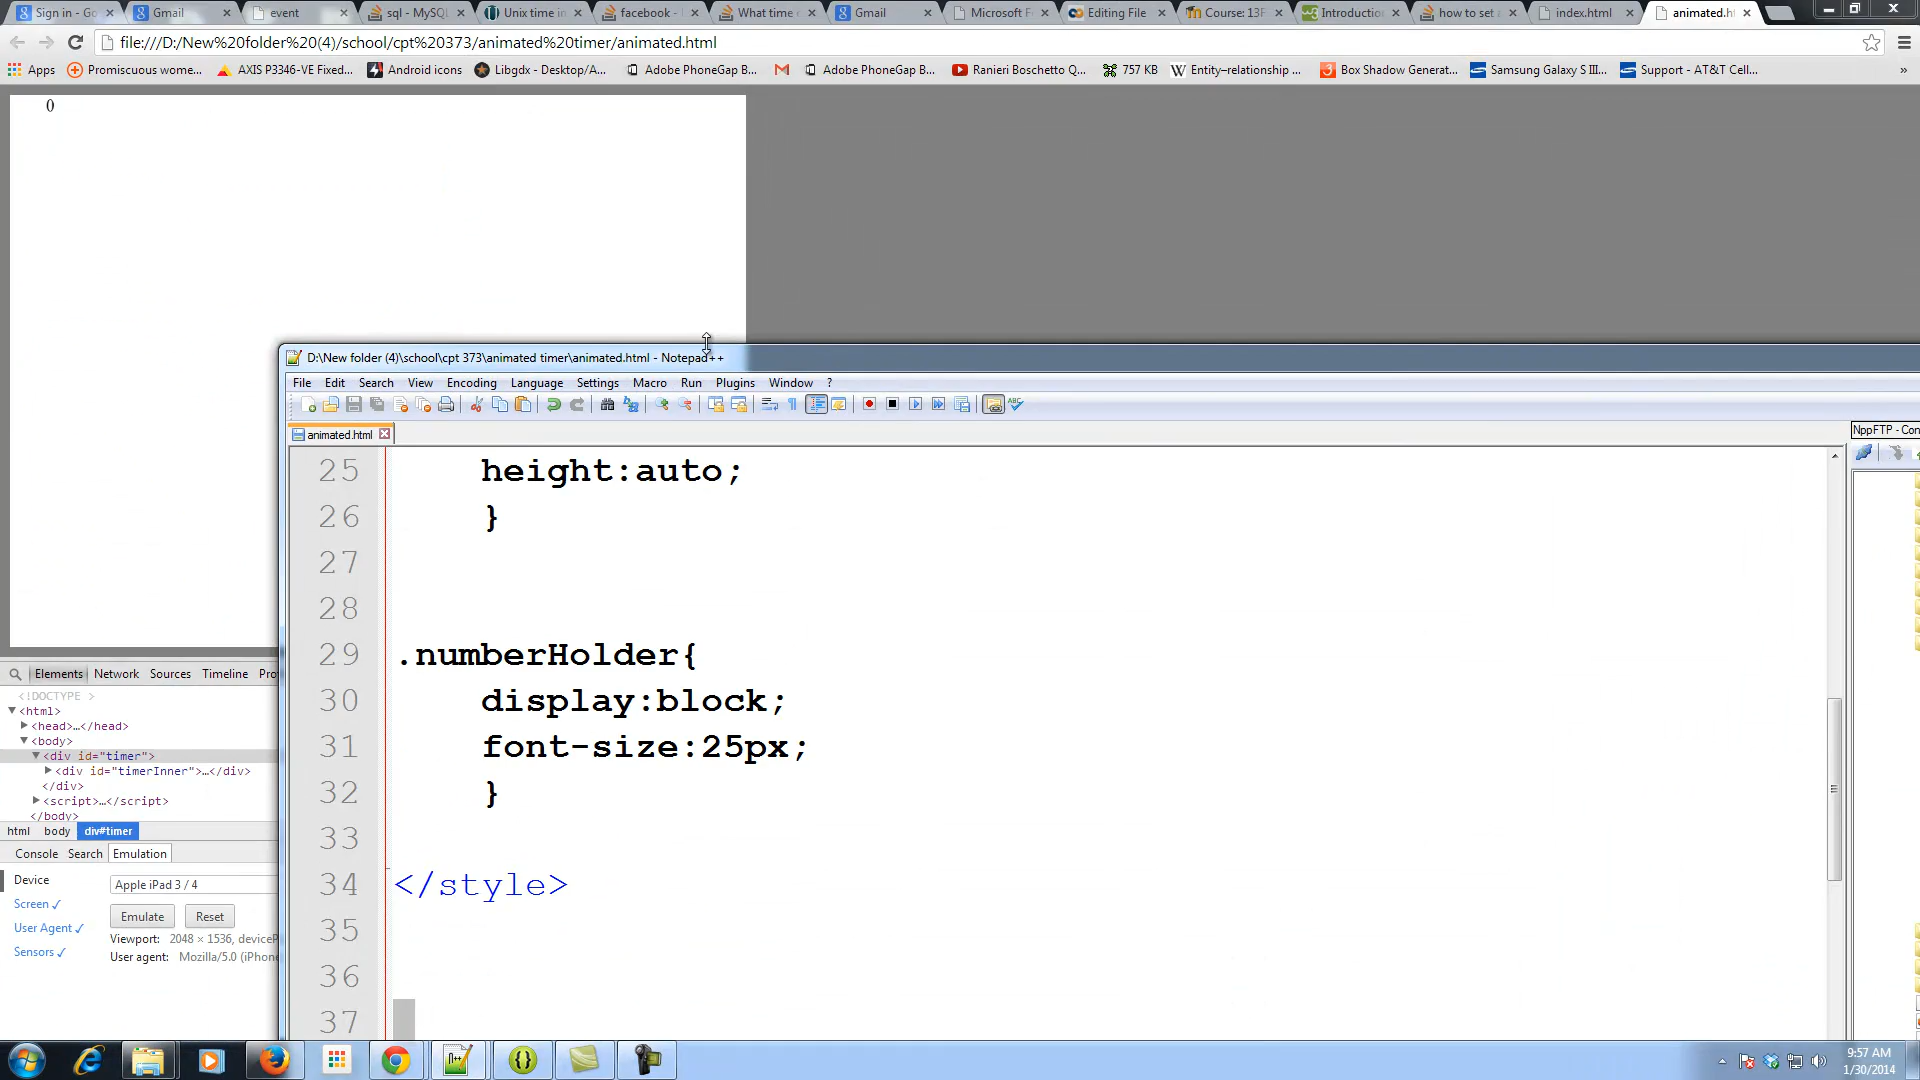 Sign in - Go
Gmail
event
sql - MySQL
Unix time in
facebook -
What time
Gmail
Microsoft F
Editing File
Course: 13F
Introduction
how to set a
index.html
animated.h
file:///D:/New%20folder%20(4)/school/cpt%20373/animated%20timer/animated.html
Apps
Promiscuous wome...
AXIS P3346-VE Fixed...
Android icons
Libgdx - Desktop/A...
Adobe PhoneGap B...
Adobe PhoneGap B...
Ranieri Boschetto Q...
757 KB
Entity–relationship ...
Box Shadow Generat...
Samsung Galaxy S III...
Support - AT&T Cell...
0
D:\New folder (4)\school\cpt 373\animated timer\animated.html - Notepad++
File Edit Search View Encoding Language Settings Macro Run Plugins Window ?
animated.html
NppFTP - Con
25 height:auto;
26 }
27
28
29 .numberHolder{
30 display:block;
31 font-size:25px;
32 }
33
34 </style>
35
36
37
Elements Network Sources Timeline Pro
<!DOCTYPE >
<html>
<head>…</head>
<body>
<div id="timer">
<div id="timerInner">…</div>
</div>
<script>…</script>
</body>
html body div#timer
Console Search Emulation
Device
Apple iPad 3 / 4
Screen ✓
Emulate Reset
User Agent ✓
Viewport: 2048 × 1536, deviceP
Sensors ✓
User agent: Mozilla/5.0 (iPhone
9:57 AM
1/30/2014